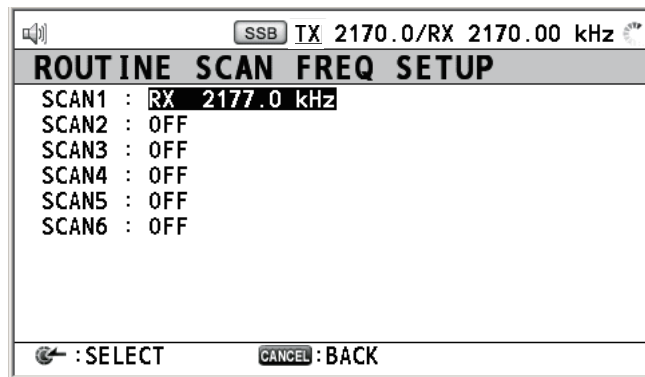 SSB TX 2170.0/RX 2170.00 kHz
ROUTINE SCAN FREQ SETUP
SCAN1 : RX 2177.0 kHz
SCAN2 : OFF
SCAN3 : OFF
SCAN4 : OFF
SCAN5 : OFF
SCAN6 : OFF
:SELECT CANCEL:BACK